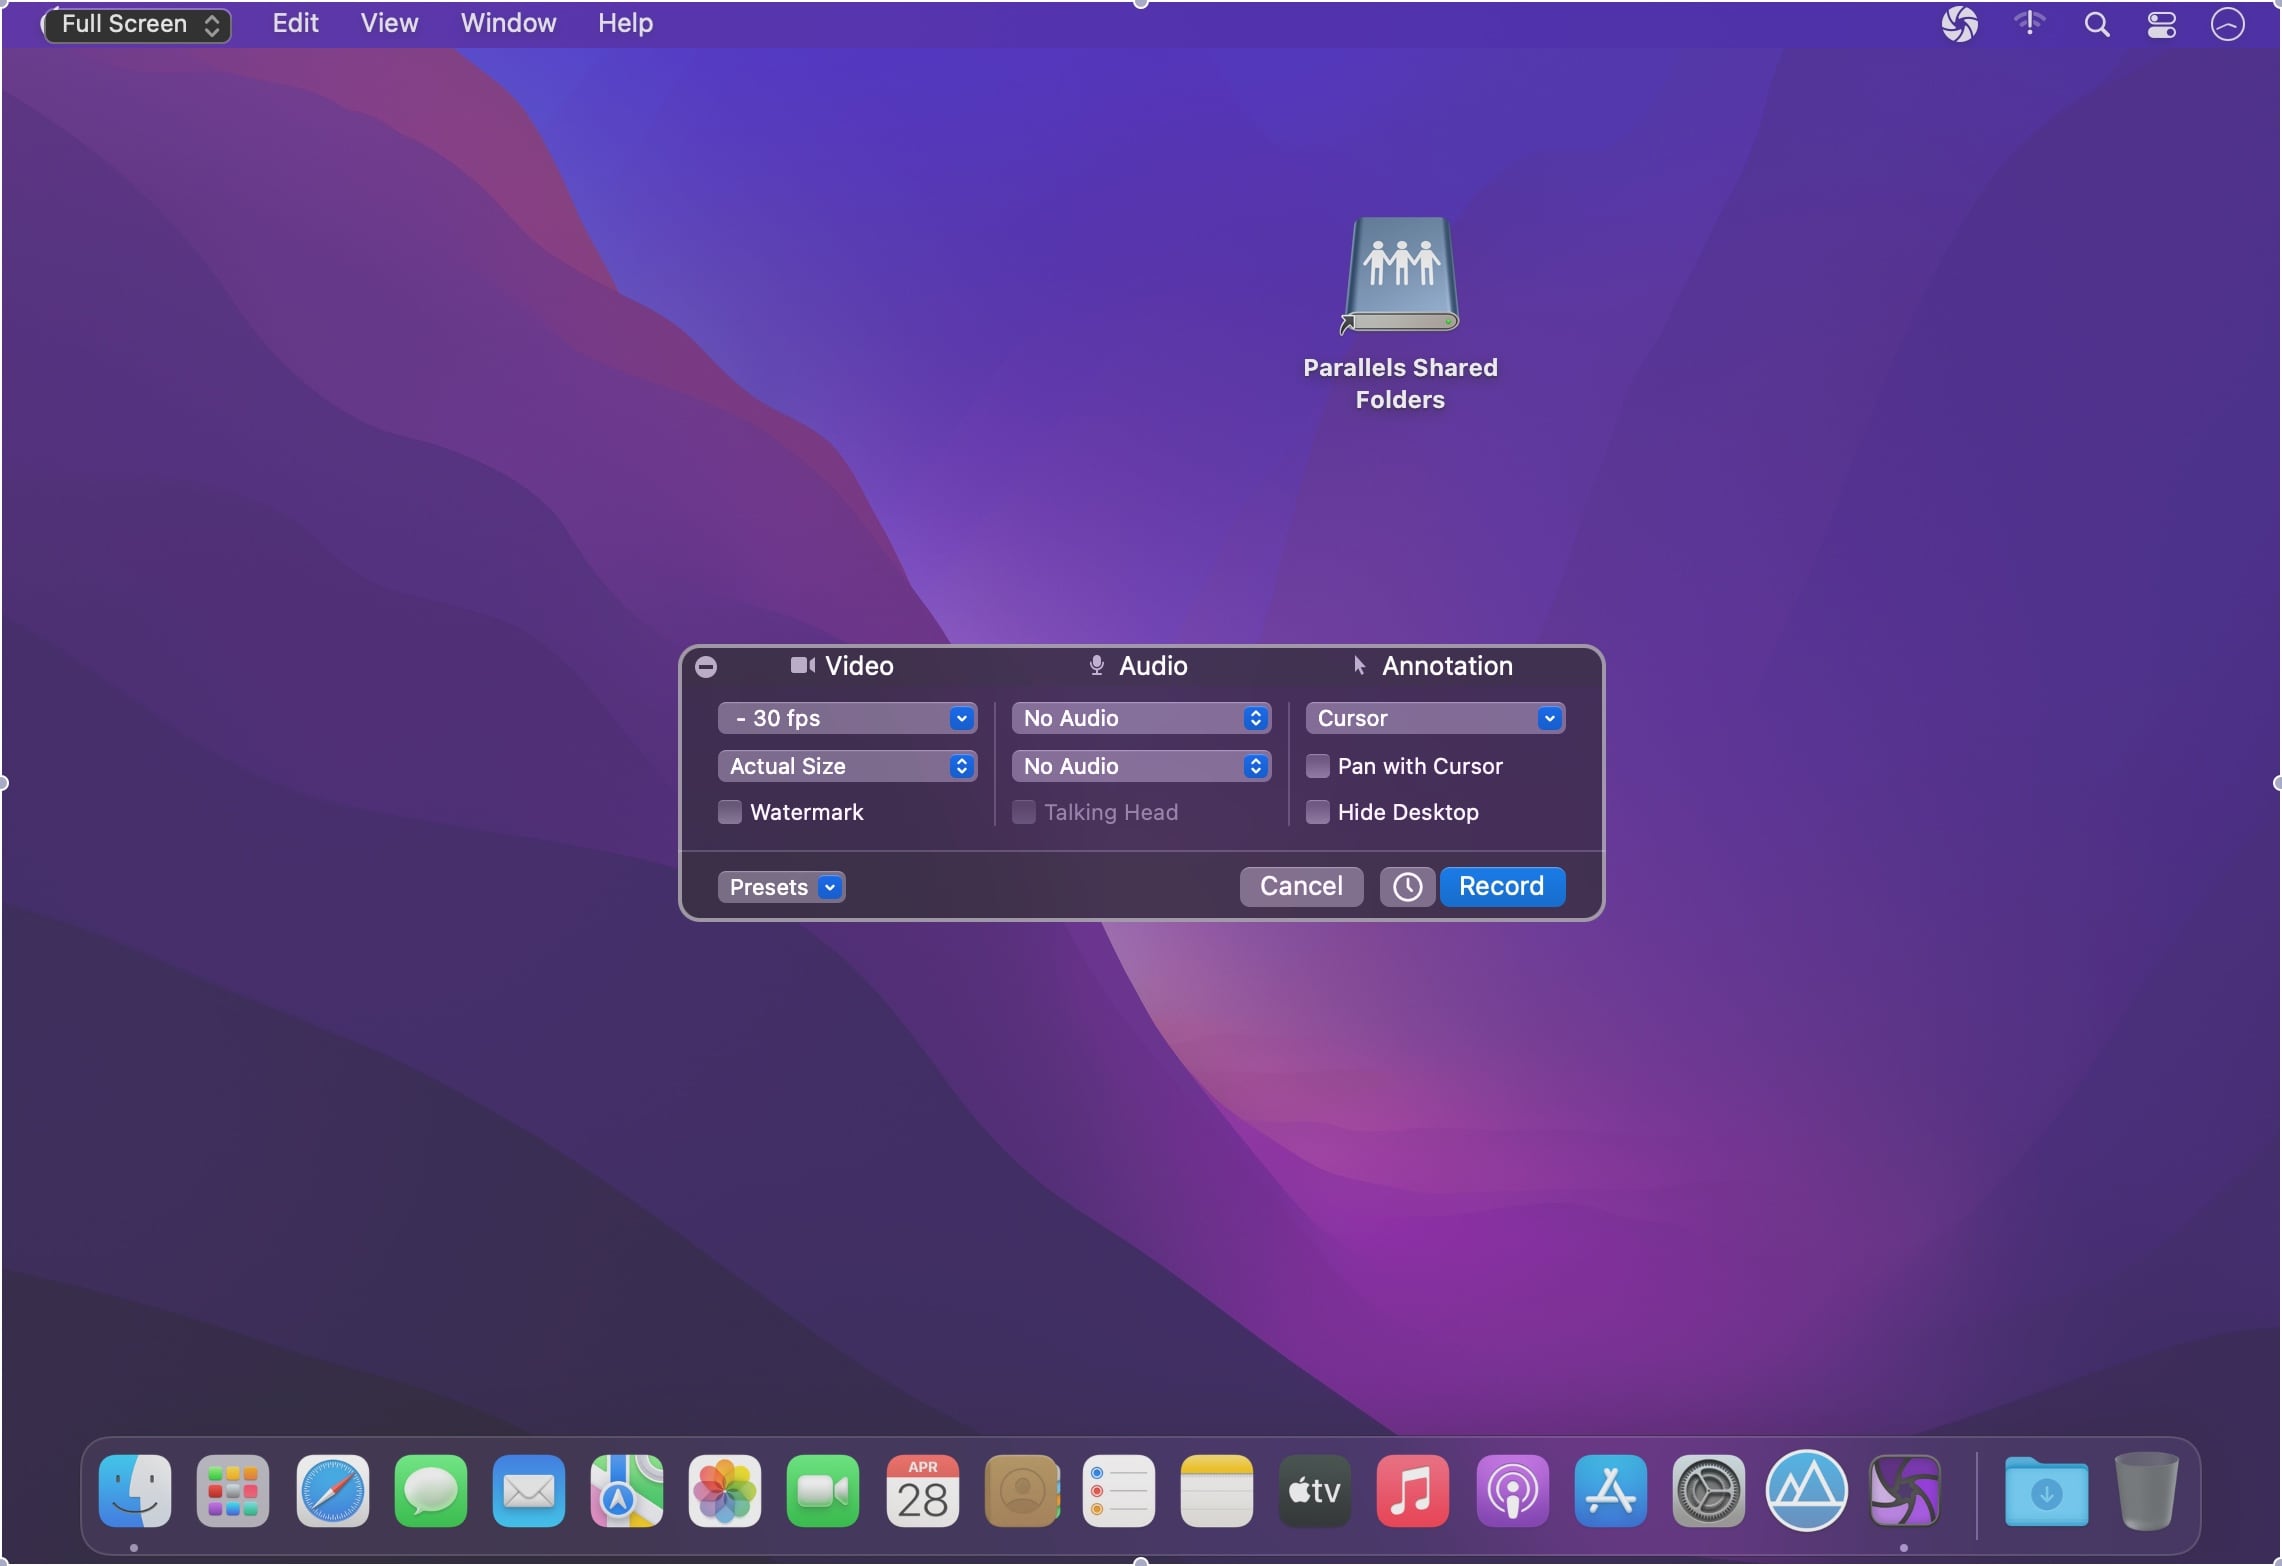 Full Screen Edit View Window Help
Parallels Shared
Folders
Video Audio Annotation
- 30 fps No Audio Cursor
Actual Size No Audio Pan with Cursor
Watermark Talking Head Hide Desktop
Presets Cancel Record
APR
28
tv